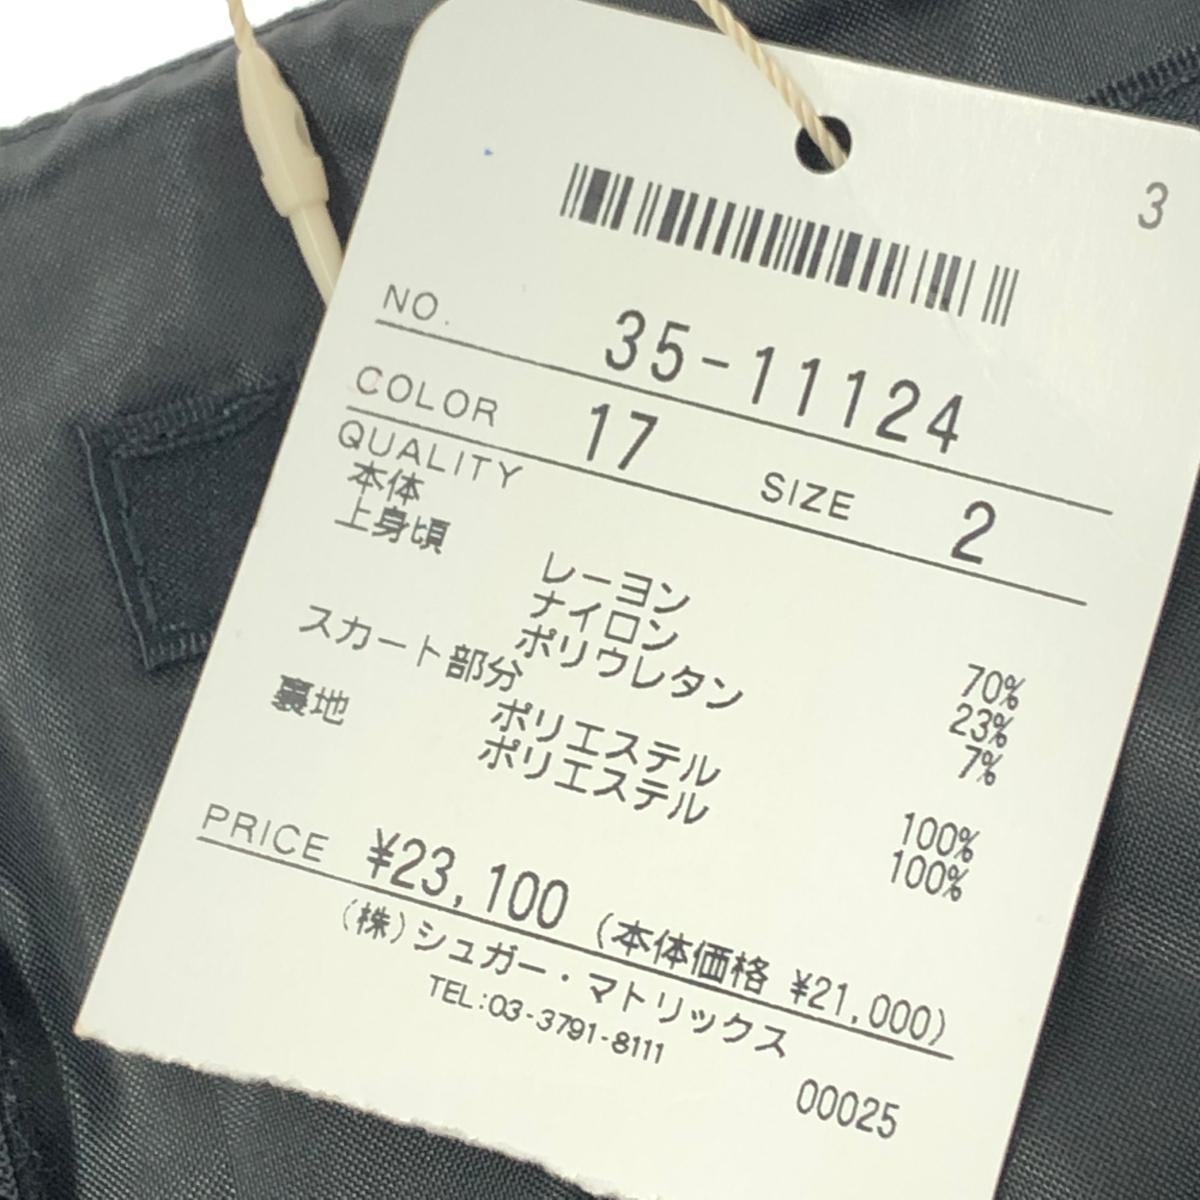 3
NO. 35-11124
COLOR 17 SIZE 2
QUALITY
本体
上身頃
レーヨン 70%
ナイロン 23%
ポリウレタン 7%
スカート部分
ポリエステル 100%
裏地 ポリエステル 100%
PRICE ¥23,100 (本体価格 ¥21,000)
(株)シュガー・マトリックス
TEL:03-3791-8111
00025